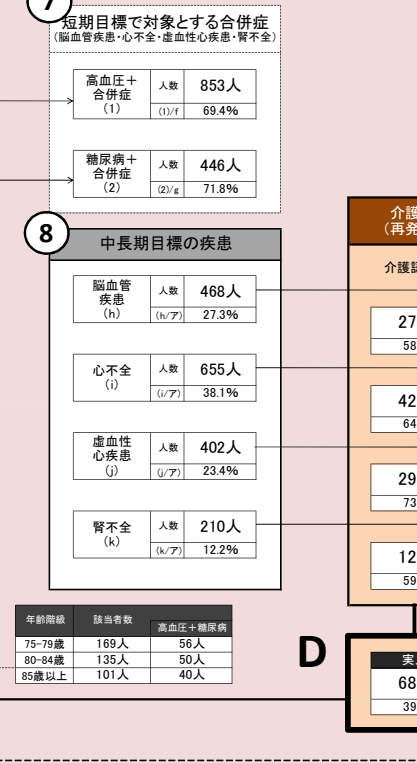 7
短期目標で対象とする合併症
(脳血管疾患・心不全・虚血性心疾患・腎不全)
高血圧＋
合併症
(1)
人数 853人
(1)/f 69.4%
糖尿病＋
合併症
(2)
人数 446人
(2)/g 71.8%
8
中長期目標の疾患
脳血管
疾患
(h)
人数 468人
(h/ア) 27.3%
心不全
(i)
人数 655人
(i/ア) 38.1%
虚血性
心疾患
(j)
人数 402人
(j/ア) 23.4%
腎不全
(k)
人数 210人
(k/ア) 12.2%
介護
(再発
介護認
27
58
42
64
29
73
12
59
年齢階級 該当者数
高血圧＋糖尿病
75-79歳 169人 56人
80-84歳 135人 50人
85歳以上 101人 40人
D
実
68
39